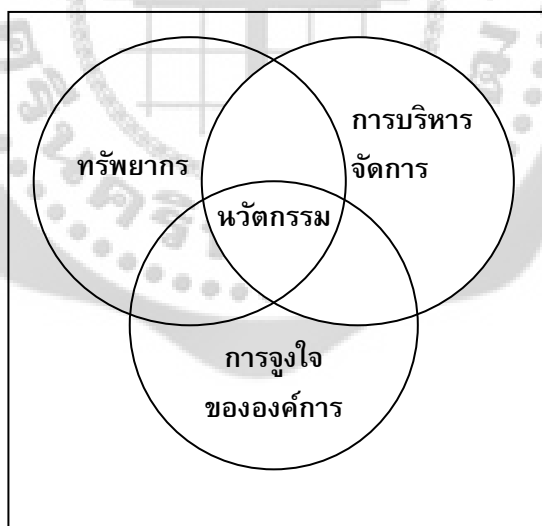 ทรัพยากร
การบริหาร
จัดการ
นวัตกรรม
การจูงใจ
ขององค์การ